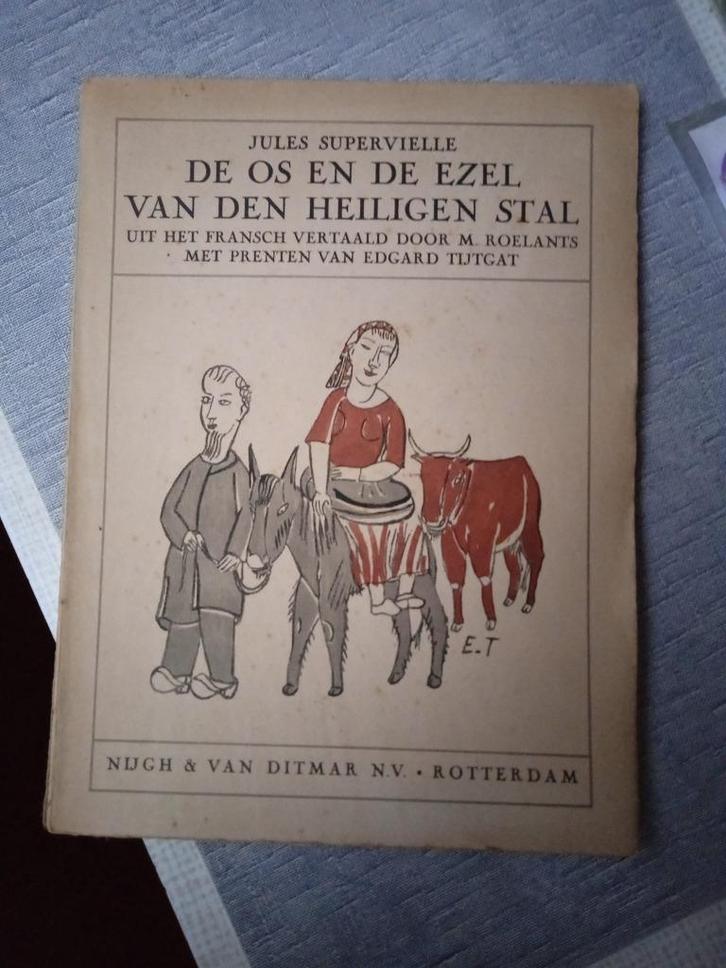 JULES SUPERVIELLE
DE OS EN DE EZEL
VAN DEN HEILIGEN STAL
UIT HET FRANSCH VERTAALD DOOR M. ROELANTS
MET PRENTEN VAN EDGARD TIJTGAT
E-T
NIJGH & VAN DITMAR N.V. • ROTTERDAM